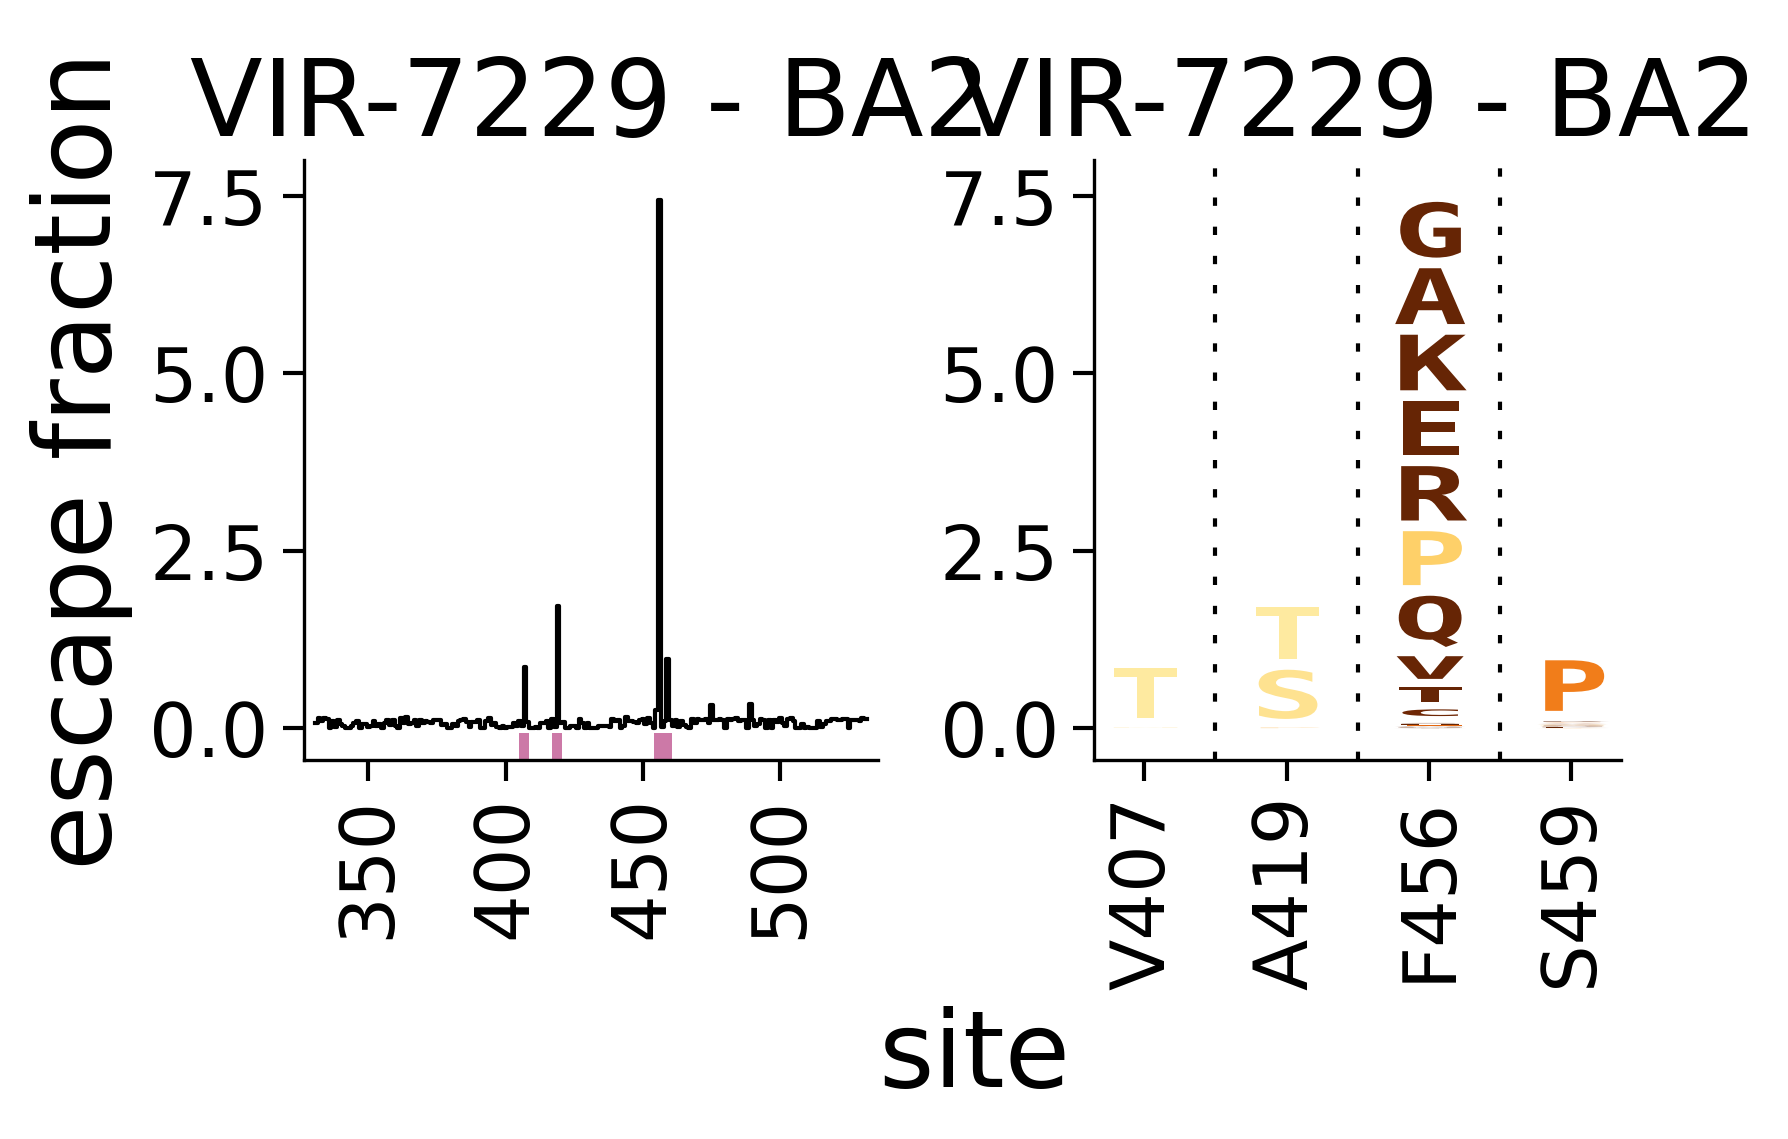 VIR-7229 - BA2
VIR-7229 - BA2
escape fraction
7.5
5.0
2.5
0.0
350
400
450
500
7.5
5.0
2.5
0.0
T
T
S
G
A
K
E
R
P
Q
V
T
P
V407
A419
F456
S459
site